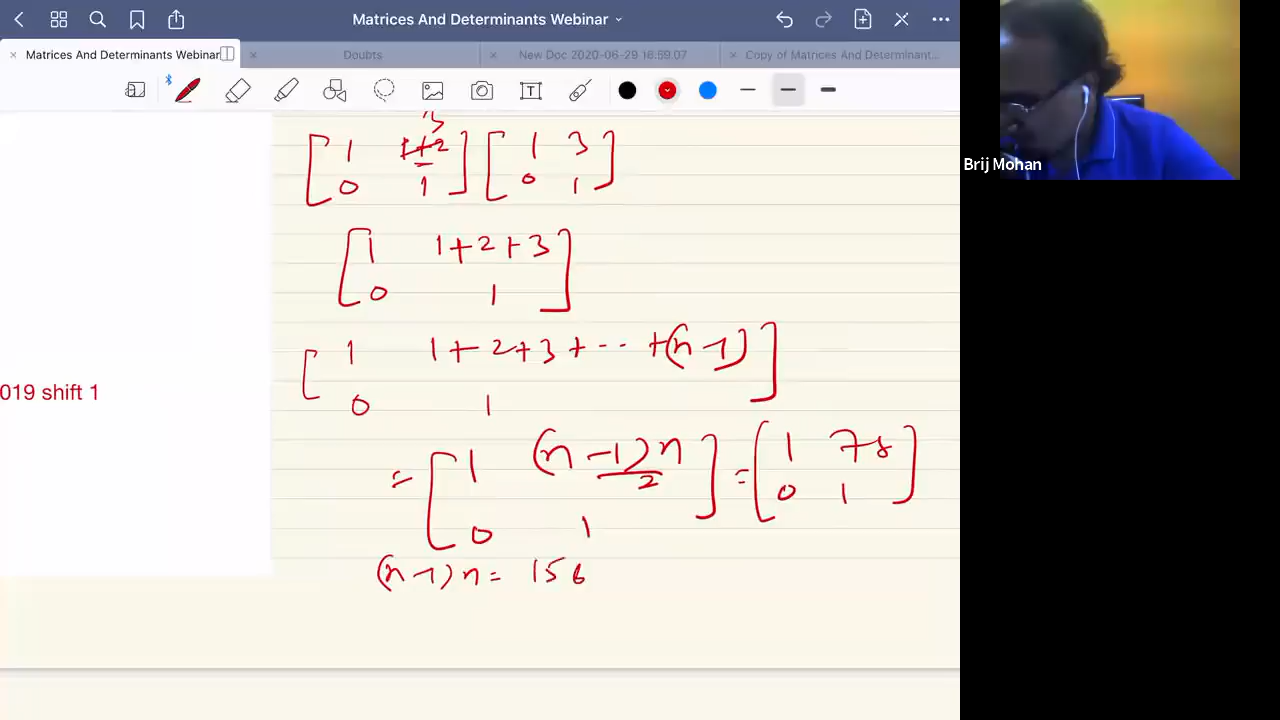 Matrices And Determinants Webinar
Matrices And Determinants Webinar
Doubts
New Doc 2020-06-29 16:59:07
Copy of Matrices And Determinant...
Brij Mohan
3
[1 1+2] [1 3]
[0 1] [0 1]
[1 1+2+3]
[0 1]
[1 1+2+3+ ... +(n-1)]
[0 1]
019 shift 1
= [1 (n-1)n/2] = [1 78]
[0 1] [0 1]
(n-1)n = 156